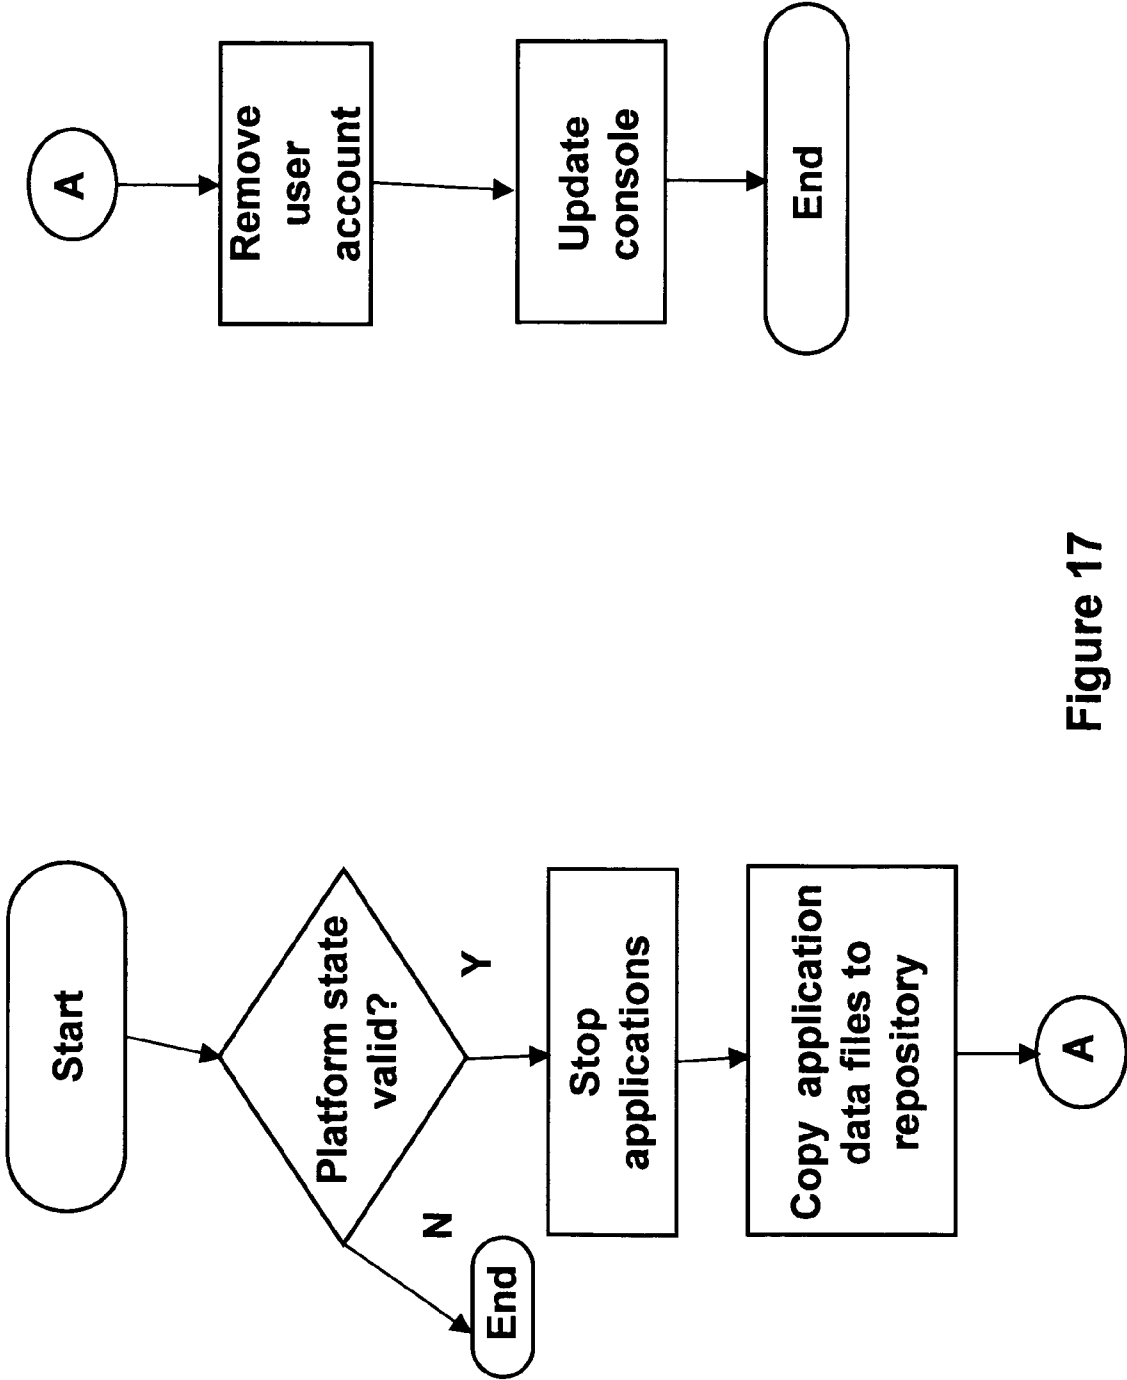 Start
Platform state
valid?
N
Y
End
Stop
applications
Copy application
data files to
repository
A
A
Remove
user
account
Update
console
End
Figure 17